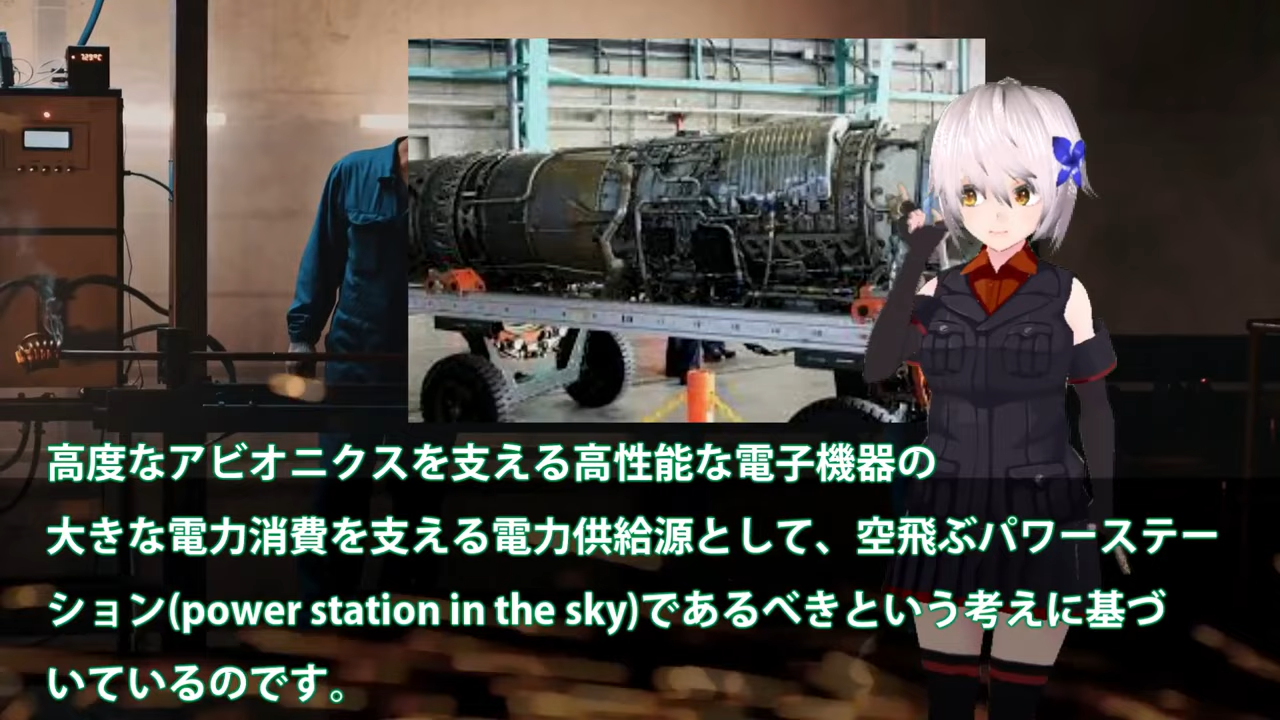 高度なアビオニクスを支える高性能な電子機器の
大きな電力消費を支える電力供給源として、空飛ぶパワーステー
ション(power station in the sky)であるべきという考えに基づ
いているのです。